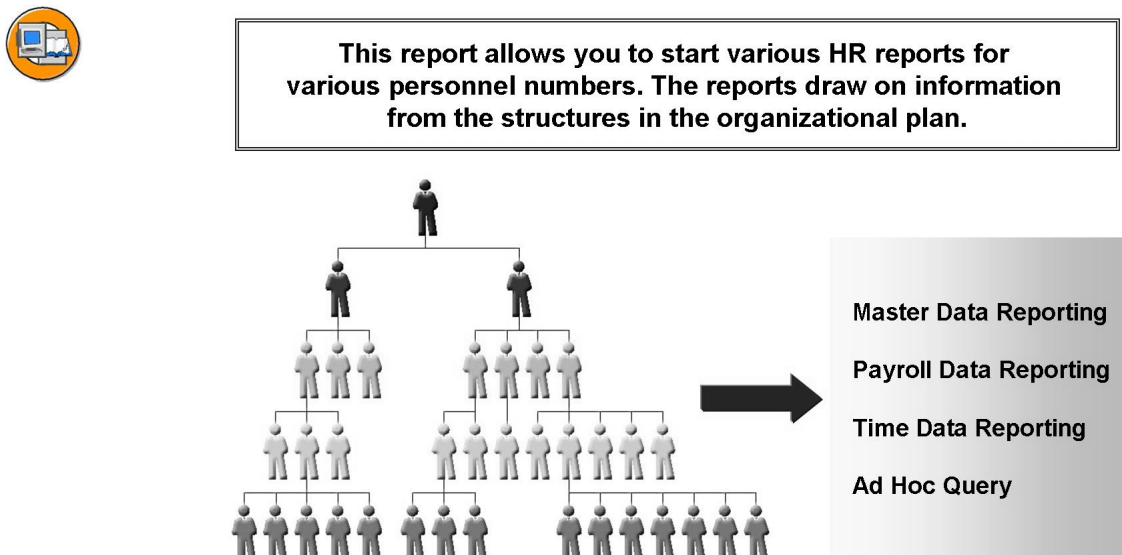 This report allows you to start various HR reports for
various personnel numbers. The reports draw on information
from the structures in the organizational plan.
Master Data Reporting
Payroll Data Reporting
Time Data Reporting
Ad Hoc Query